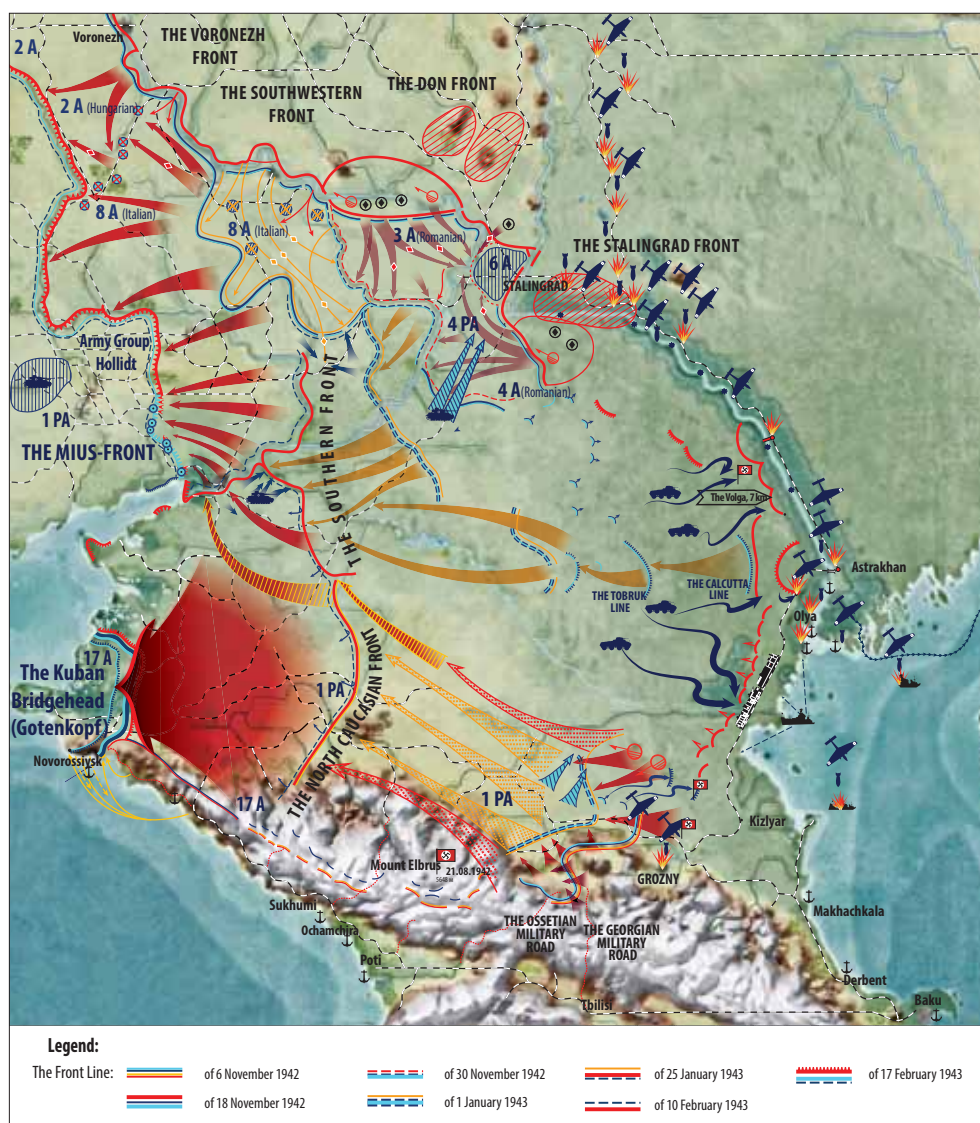 Voronezh
THE VORONEZH
FRONT
2 A
THE SOUTHWESTERN
FRONT
THE DON FRONT
2 A (Hungarian)
8 A (Italian)
8 A (Italian)
3 A (Romanian)
THE STALINGRAD FRONT
6 A
STALINGRAD
4 PA
Army Group
Hollidt
4 A (Romanian)
1 PA
THE MIUS-FRONT
THE SOUTHERN FRONT
The Volga, 7 km
Astrakhan
THE TOBRUK
LINE
THE CALCUTTA
LINE
Olya
17 A
The Kuban
Bridgehead
(Gotenkopf)
1 PA
THE NORTH CAUCASIAN FRONT
Novorossiysk
17 A
1 PA
Kizlyar
Mount Elbrus
5648 m
21.08.1942
GROZNY
Sukhumi
Ochamchira
THE OSSETIAN
MILITARY
ROAD
THE GEORGIAN
MILITARY
ROAD
Makhachkala
Poti
Derbent
Tbilisi
Baku
Legend:
The Front Line:
of 6 November 1942
of 30 November 1942
of 25 January 1943
of 17 February 1943
of 18 November 1942
of 1 January 1943
of 10 February 1943